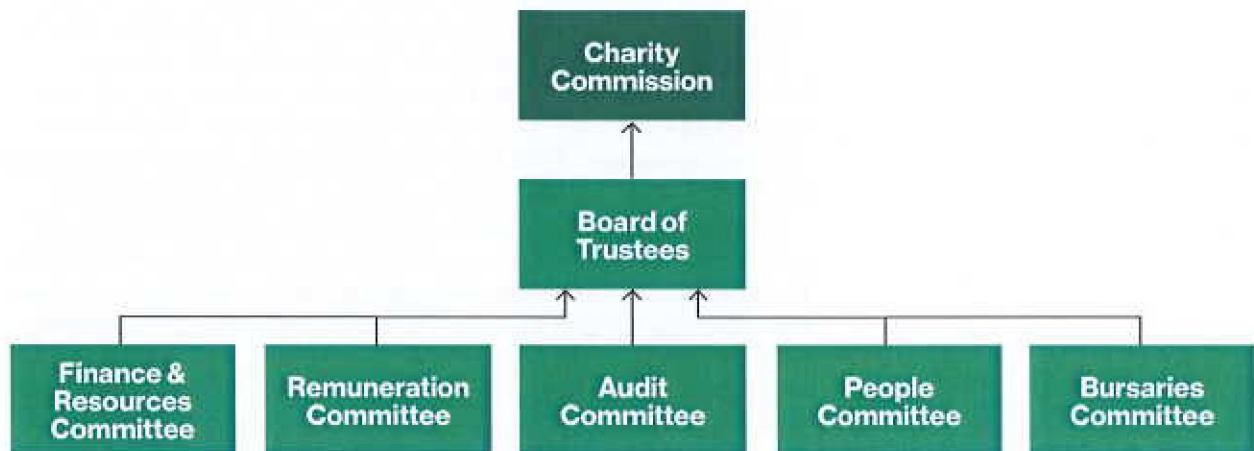 Charity
Commission
Board of
Trustees
Finance &
Resources
Committee
Remuneration
Committee
Audit
Committee
People
Committee
Bursaries
Committee